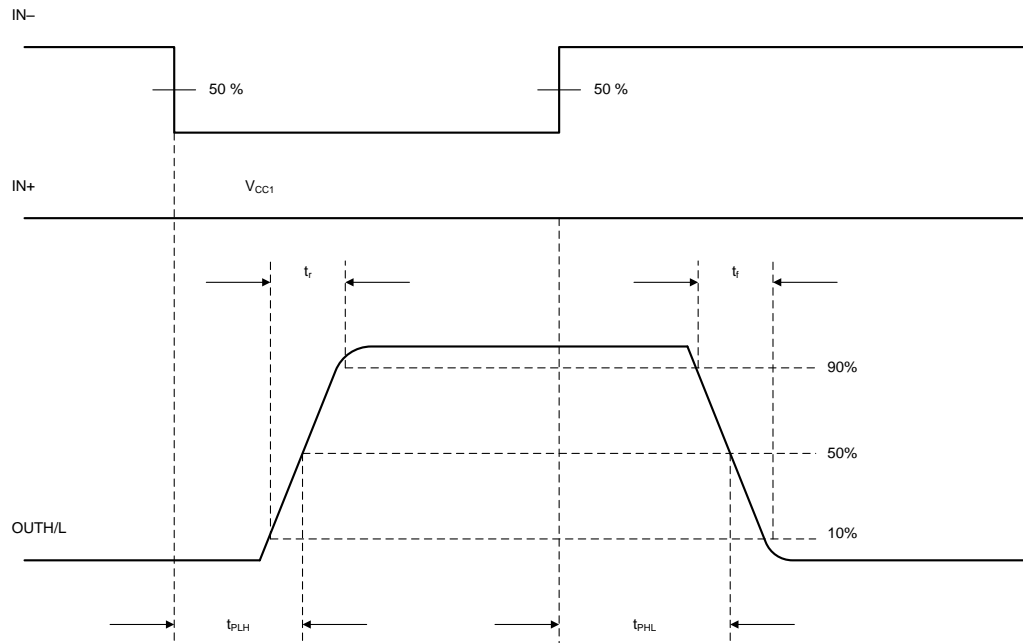 IN–
50 %
50 %
IN+
VCC1
tr
tf
90%
50%
OUTH/L
10%
tPLH
tPHL